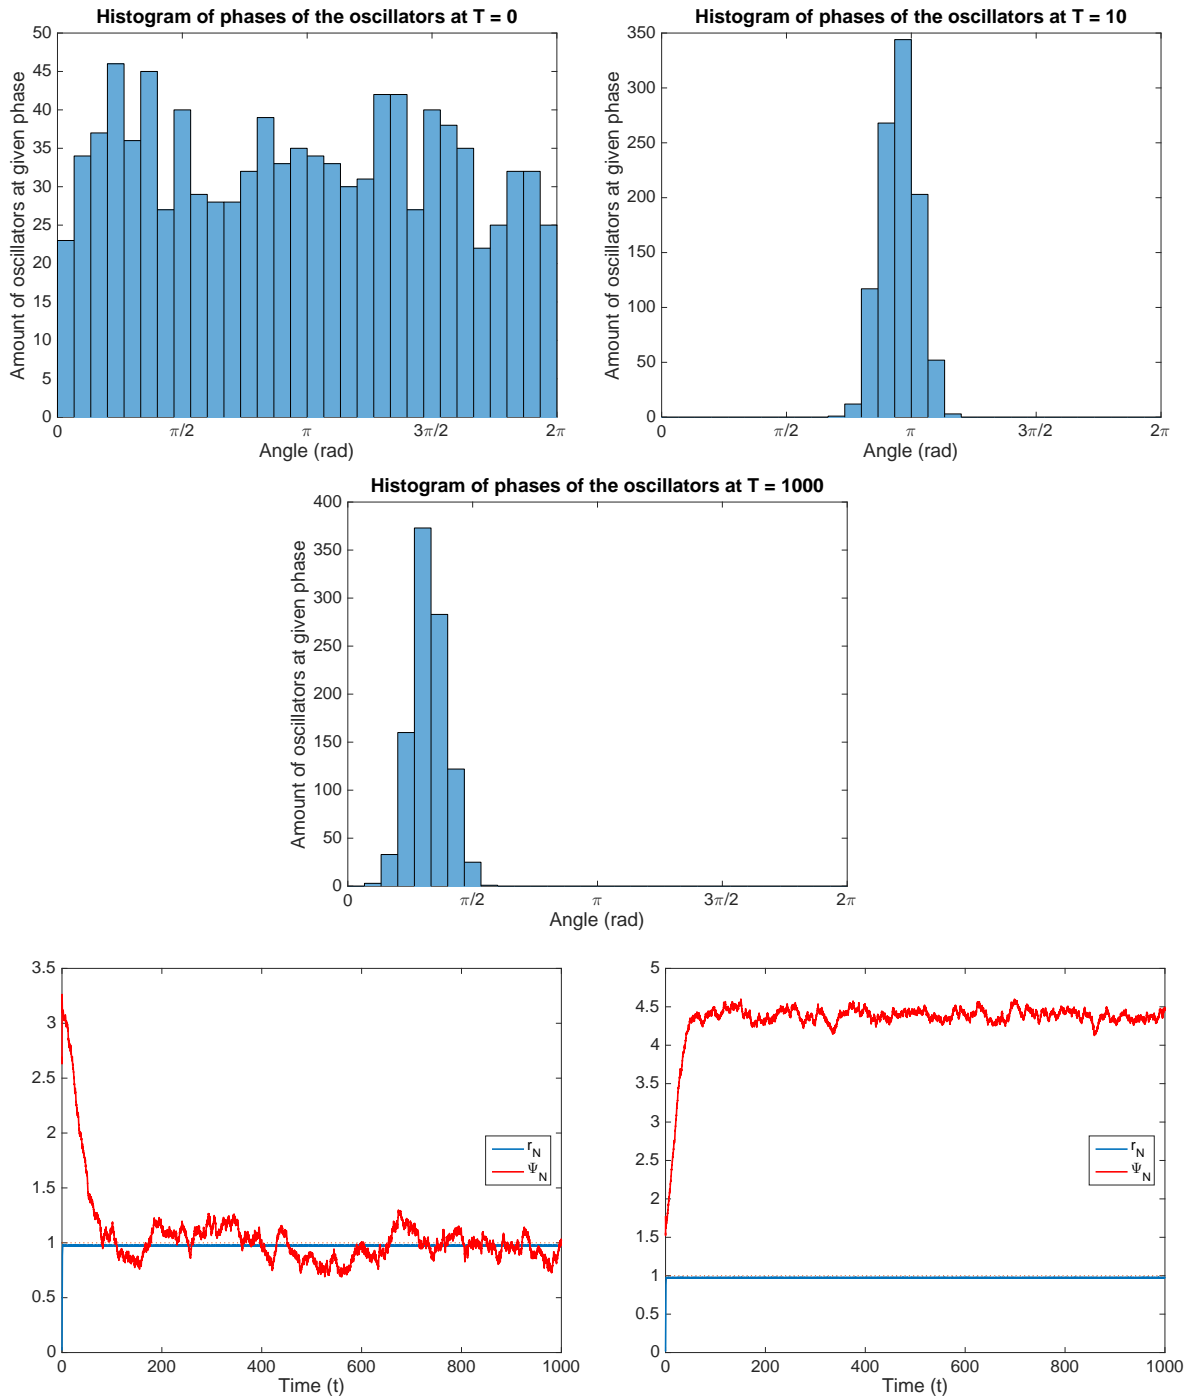 Histogram of phases of the oscillators at T = 0
50
45
40
35
30
25
20
15
10
5
0
Amount of oscillators at given phase
0 π/2 π 3π/2 2π
Angle (rad)
Histogram of phases of the oscillators at T = 10
350
300
250
200
150
100
50
0
Amount of oscillators at given phase
0 π/2 π 3π/2 2π
Angle (rad)
Histogram of phases of the oscillators at T = 1000
400
350
300
250
200
150
100
50
0
Amount of oscillators at given phase
0 π/2 π 3π/2 2π
Angle (rad)
3.5
3
2.5
2
1.5
1
0.5
0
r_N
Ψ_N
0 200 400 600 800 1000
Time (t)
5
4.5
4
3.5
3
2.5
2
1.5
1
0.5
0
r_N
Ψ_N
0 200 400 600 800 1000
Time (t)